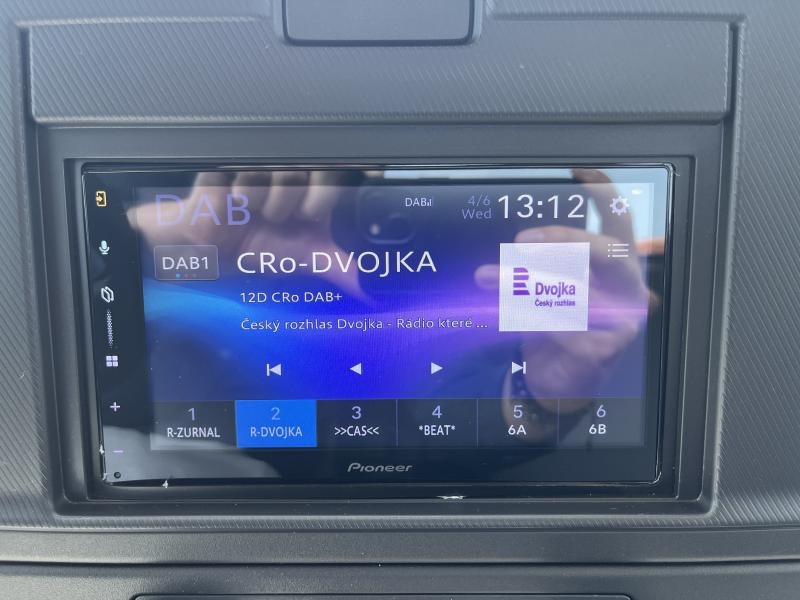 DAB
DAB
4/6
Wed
13:12
DAB1
CRo-DVOJKA
12D CRo DAB+
Český rozhlas Dvojka - Rádio které ...
Dvojka
Český rozhlas
1
R-ZURNAL
2
R-DVOJKA
3
>>CAS<<
4
*BEAT*
5
6A
6
6B
Pioneer